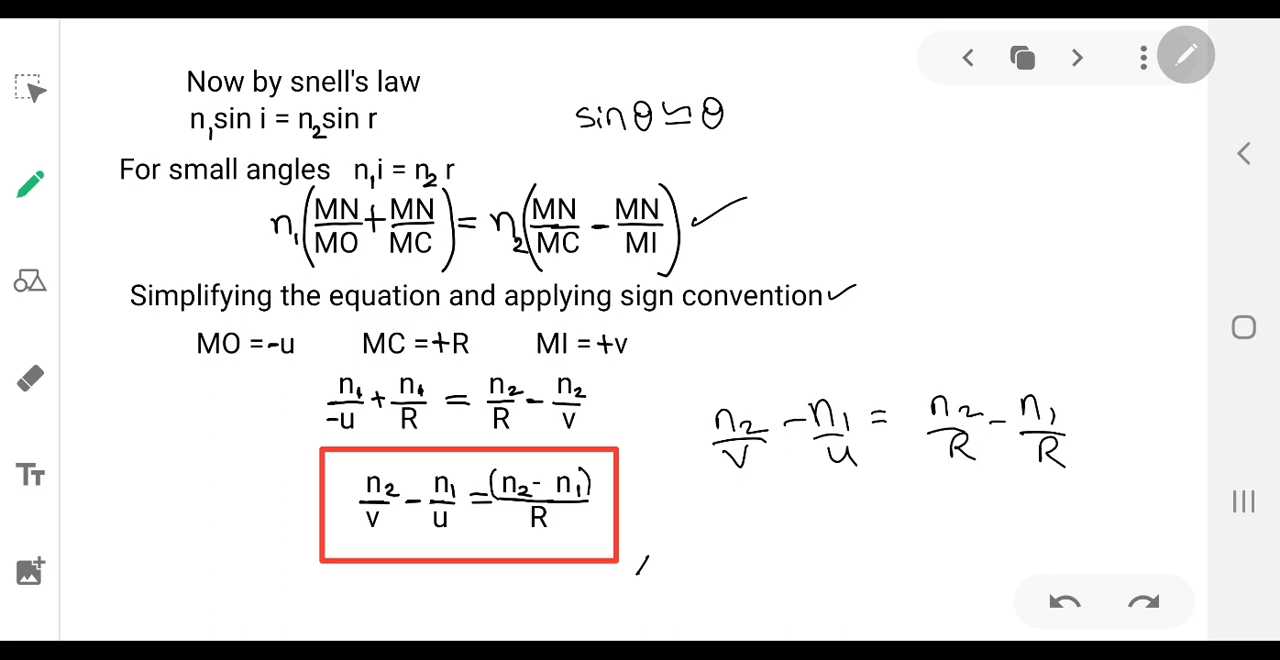 Now by snell's law
n₁sin i = n₂sin r
sin θ ≃ θ
For small angles n₁i = n₂ r
n₁(MN/MO + MN/MC) = n₂(MN/MC - MN/MI) ✓
Simplifying the equation and applying sign convention ✓
MO = -u MC = +R MI = +v
n₁/-u + n₁/R = n₂/R - n₂/v
n₂/v - n₁/u = n₂/R - n₁/R
n₂/v - n₁/u = (n₂ - n₁)/R
Tт